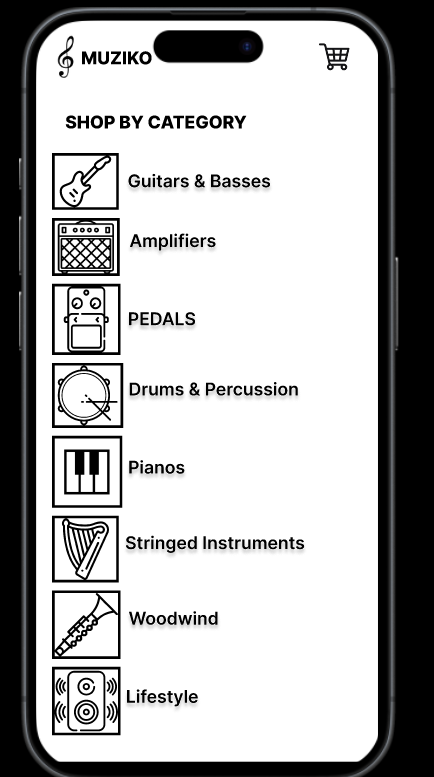 MUZIKO
SHOP BY CATEGORY
Guitars & Basses
Amplifiers
PEDALS
Drums & Percussion
Pianos
Stringed Instruments
Woodwind
Lifestyle